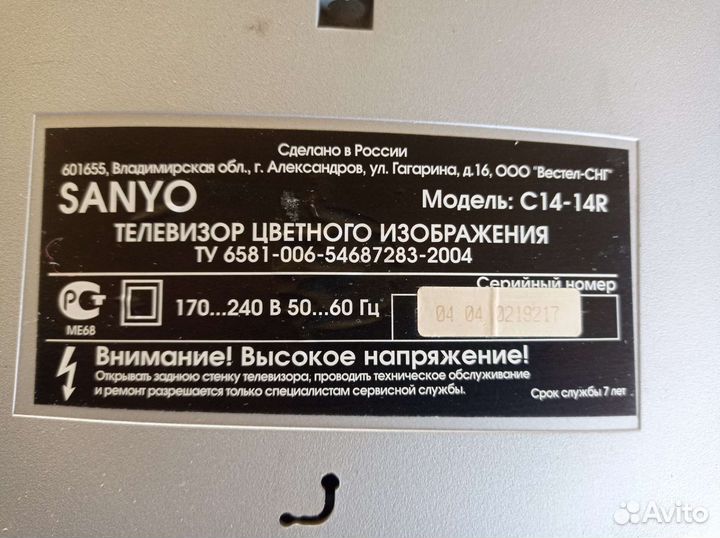 Сделано в России
601655, Владимирская обл., г. Александров, ул. Гагарина, д.16, ООО "Вестел-СНГ"
SANYO Модель: C14-14R
ТЕЛЕВИЗОР ЦВЕТНОГО ИЗОБРАЖЕНИЯ
ТУ 6581-006-54687283-2004
Серийный номер
РСТ 170...240 В 50...60 Гц 04 04 0219217
ME68
Внимание! Высокое напряжение!
Открывать заднюю стенку телевизора, проводить техническое обслуживание
и ремонт разрешается только специалистам сервисной службы. Срок службы 7 лет
Avito